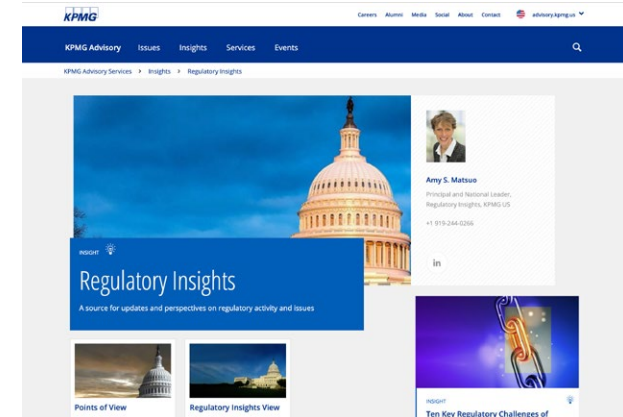 KPMG
Careers Alumni Media Social About Contact advisory.kpmg.us
KPMG Advisory Issues Insights Services Events
KPMG Advisory Services > Insights > Regulatory Insights
Amy S. Matsuo
Principal and National Leader,
Regulatory Insights, KPMG US
+1 919-244-0266
in
INSIGHT
Regulatory Insights
A source for updates and perspectives on regulatory activity and issues
Points of View
Regulatory Insights View
INSIGHT
Ten Key Regulatory Challenges of